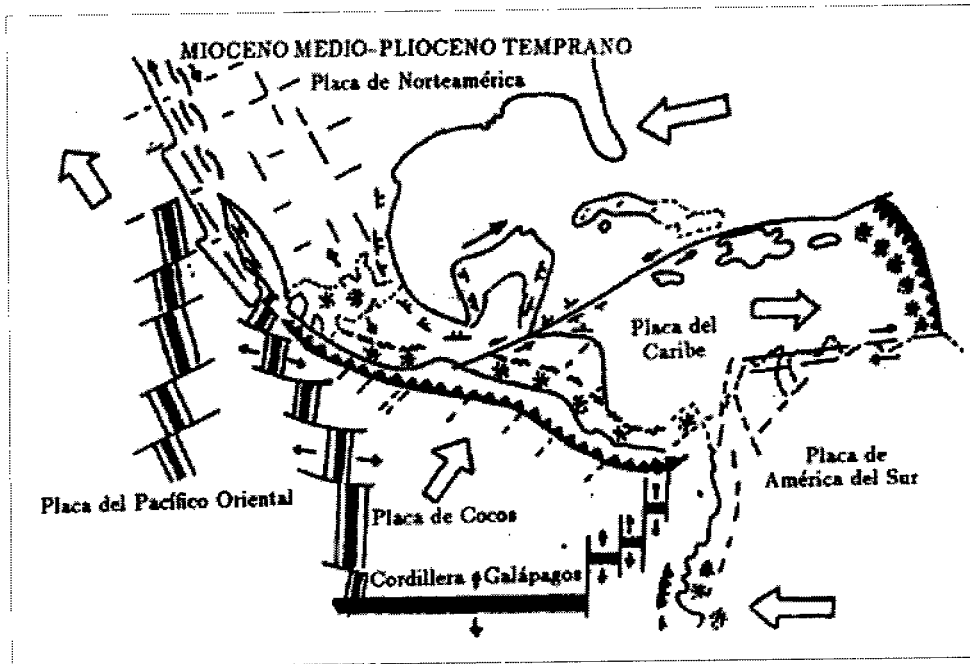 MIOCENO MEDIO-PLIOCENO TEMPRANO
Placa de Norteamérica
Placa del
Caribe
Placa de
América del Sur
Placa del Pacífico Oriental
Placa de Cocos
Cordillera Galápagos